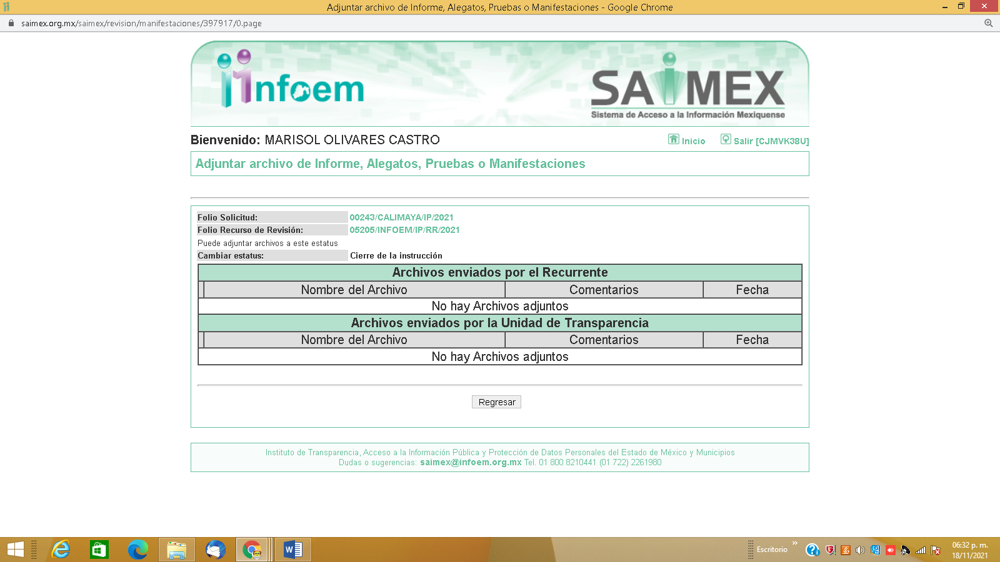 Adjuntar archivo de Informe, Alegatos, Pruebas o Manifestaciones - Google Chrome
saimex.org.mx/saimex/revision/manifestaciones/397917/0.page
infoem
SAIMEX
Sistema de Acceso a la Información Mexiquense
Bienvenido: MARISOL OLIVARES CASTRO
Inicio Salir [CJMVK38U]
Adjuntar archivo de Informe, Alegatos, Pruebas o Manifestaciones
Folio Solicitud: 00243/CALIMAYA/IP/2021
Folio Recurso de Revisión: 05205/INFOEM/IP/RR/2021
Puede adjuntar archivos a este estatus
Cambiar estatus: Cierre de la instrucción
Archivos enviados por el Recurrente
Nombre del Archivo Comentarios Fecha
No hay Archivos adjuntos
Archivos enviados por la Unidad de Transparencia
Nombre del Archivo Comentarios Fecha
No hay Archivos adjuntos
Regresar
Instituto de Transparencia, Acceso a la Información Pública y Protección de Datos Personales del Estado de México y Municipios
Dudas o sugerencias: saimex@infoem.org.mx Tel. 01 800 8210441 (01 722) 2261980
Escritorio
06:32 p. m.
18/11/2021